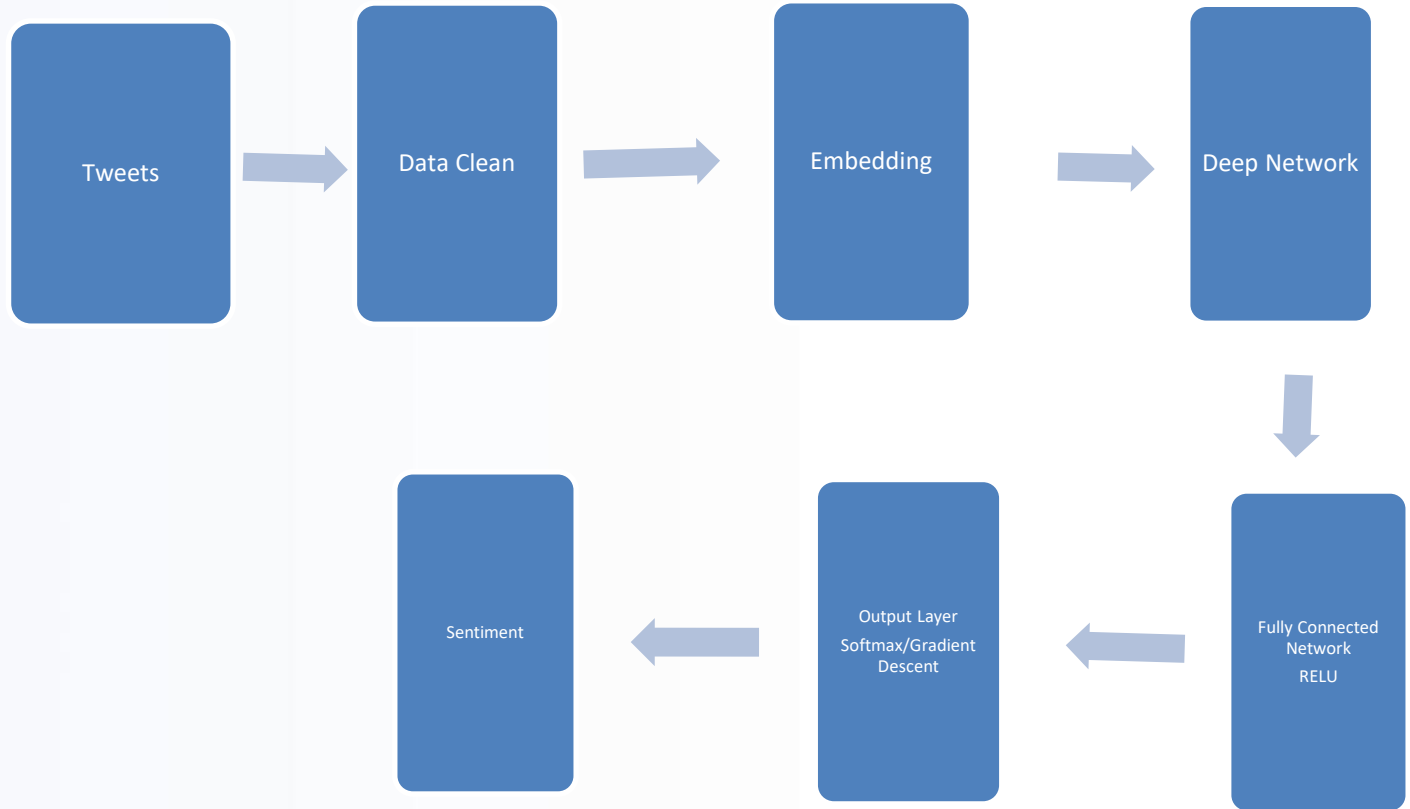 Tweets
Data Clean
Embedding
Deep Network
Fully Connected
Network
RELU
Output Layer
Softmax/Gradient
Descent
Sentiment